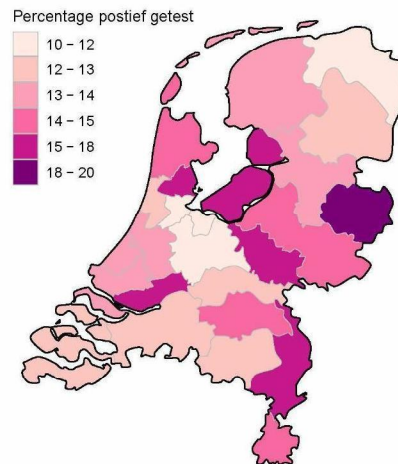 Percentage postief getest
10 – 12
12 – 13
13 – 14
14 – 15
15 – 18
18 – 20